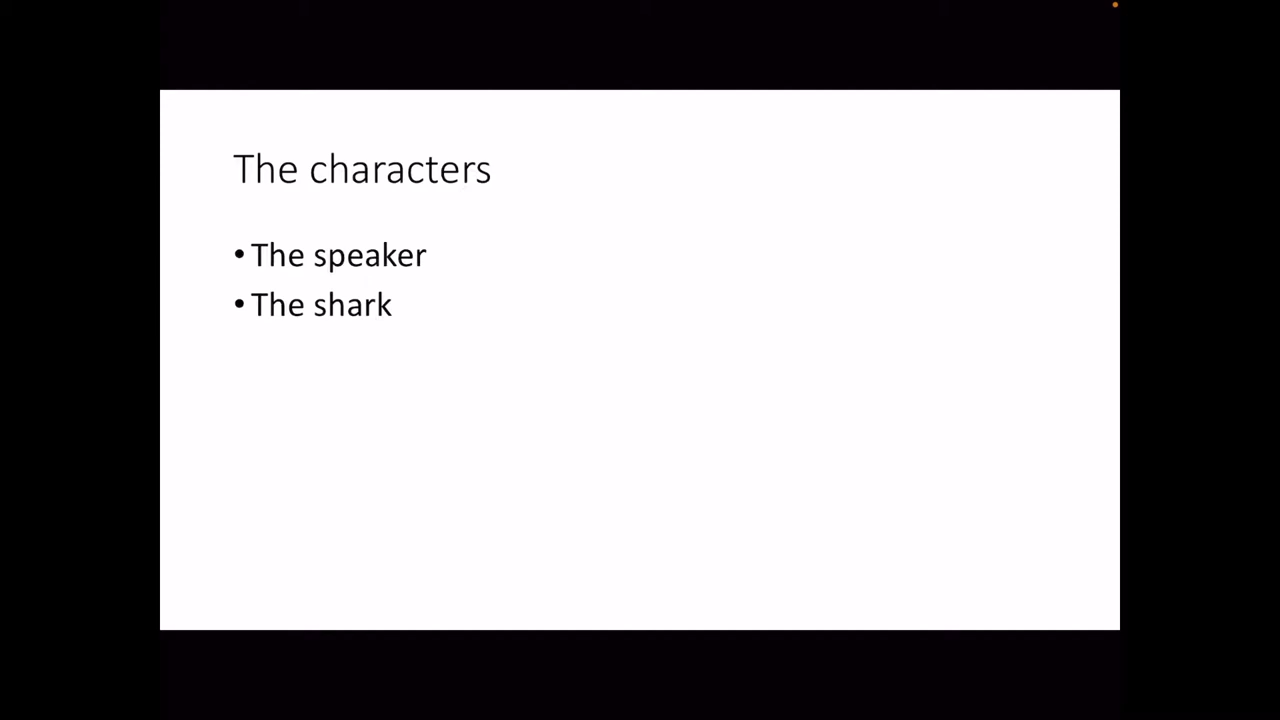 The characters
• The speaker
• The shark